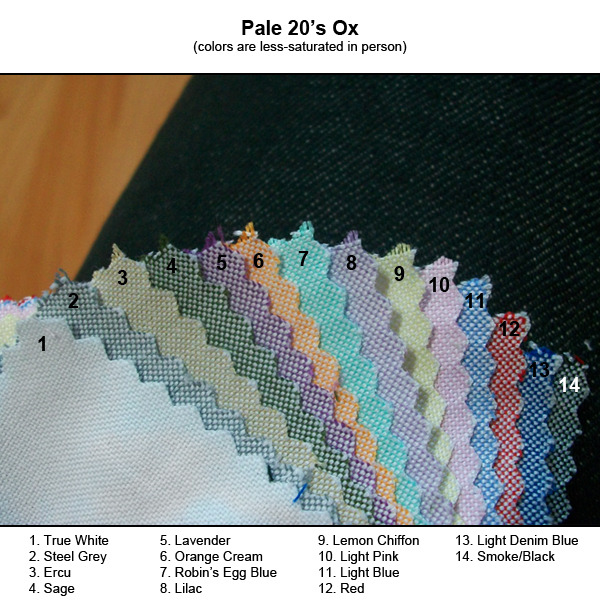 Pale 20's Ox
(colors are less-saturated in person)
1
2
3
4
5
6
7
8
9
10
11
12
13
14
1. True White
2. Steel Grey
3. Ercu
4. Sage
5. Lavender
6. Orange Cream
7. Robin's Egg Blue
8. Lilac
9. Lemon Chiffon
10. Light Pink
11. Light Blue
12. Red
13. Light Denim Blue
14. Smoke/Black